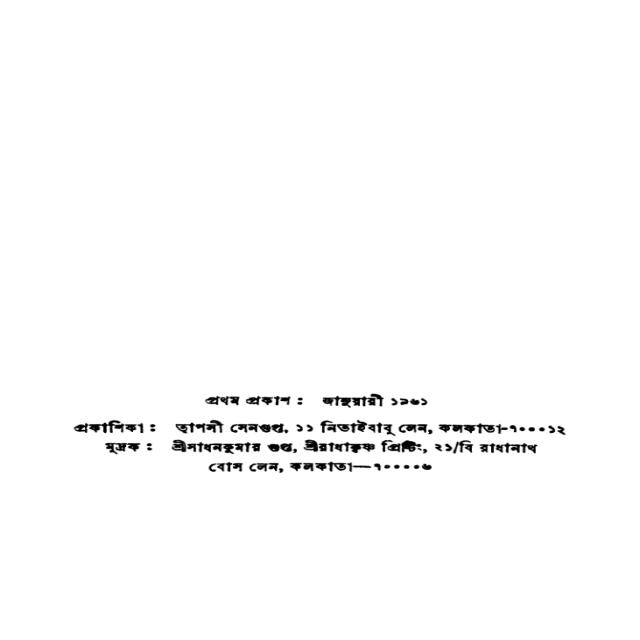 প্রথম প্রকাশ : জানুয়ারী ১৯৬১
প্রকাশিকা : তাপসী সেনগুপ্ত, ১১ নিতাইবাবু লেন, কলকাতা-৭০০০১২
মুদ্রক : শ্রীসাধনকুমার গুপ্ত, শ্রীরাধাকৃষ্ণ প্রিন্টিং, ২১/বি রাধানাথ
বোস লেন, কলকাতা—৭০০০০৬